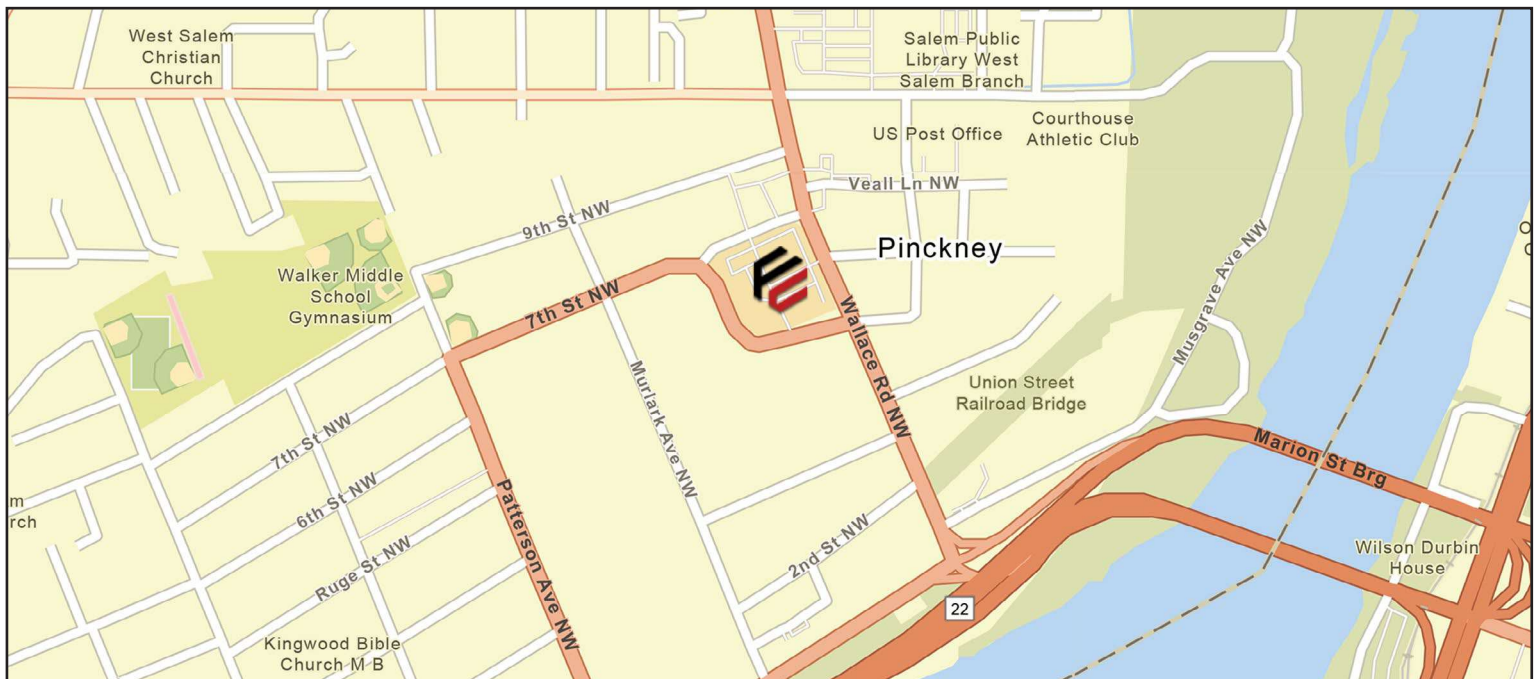 West Salem
Christian
Church
Salem Public
Library West
Salem Branch
Courthouse
Athletic Club
US Post Office
Veall Ln NW
9th St NW
Pinckney
Musgrave Ave NW
Walker Middle
School
Gymnasium
7th St NW
Wallace Rd NW
Murlark Ave NW
Union Street
Railroad Bridge
Marion St Brg
7th St NW
6th St NW
Patterson Ave NW
2nd St NW
Ruge St NW
Wilson Durbin
House
22
Kingwood Bible
Church M B